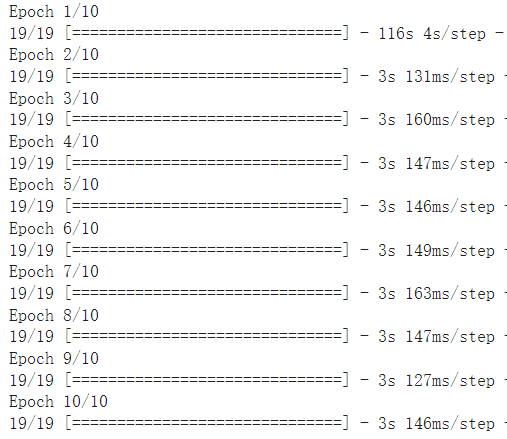 Epoch 1/10
19/19 [==============================] - 116s 4s/step -
Epoch 2/10
19/19 [==============================] - 3s 131ms/step -
Epoch 3/10
19/19 [==============================] - 3s 160ms/step -
Epoch 4/10
19/19 [==============================] - 3s 147ms/step -
Epoch 5/10
19/19 [==============================] - 3s 146ms/step -
Epoch 6/10
19/19 [==============================] - 3s 149ms/step -
Epoch 7/10
19/19 [==============================] - 3s 163ms/step -
Epoch 8/10
19/19 [==============================] - 3s 147ms/step -
Epoch 9/10
19/19 [==============================] - 3s 127ms/step -
Epoch 10/10
19/19 [==============================] - 3s 146ms/step -